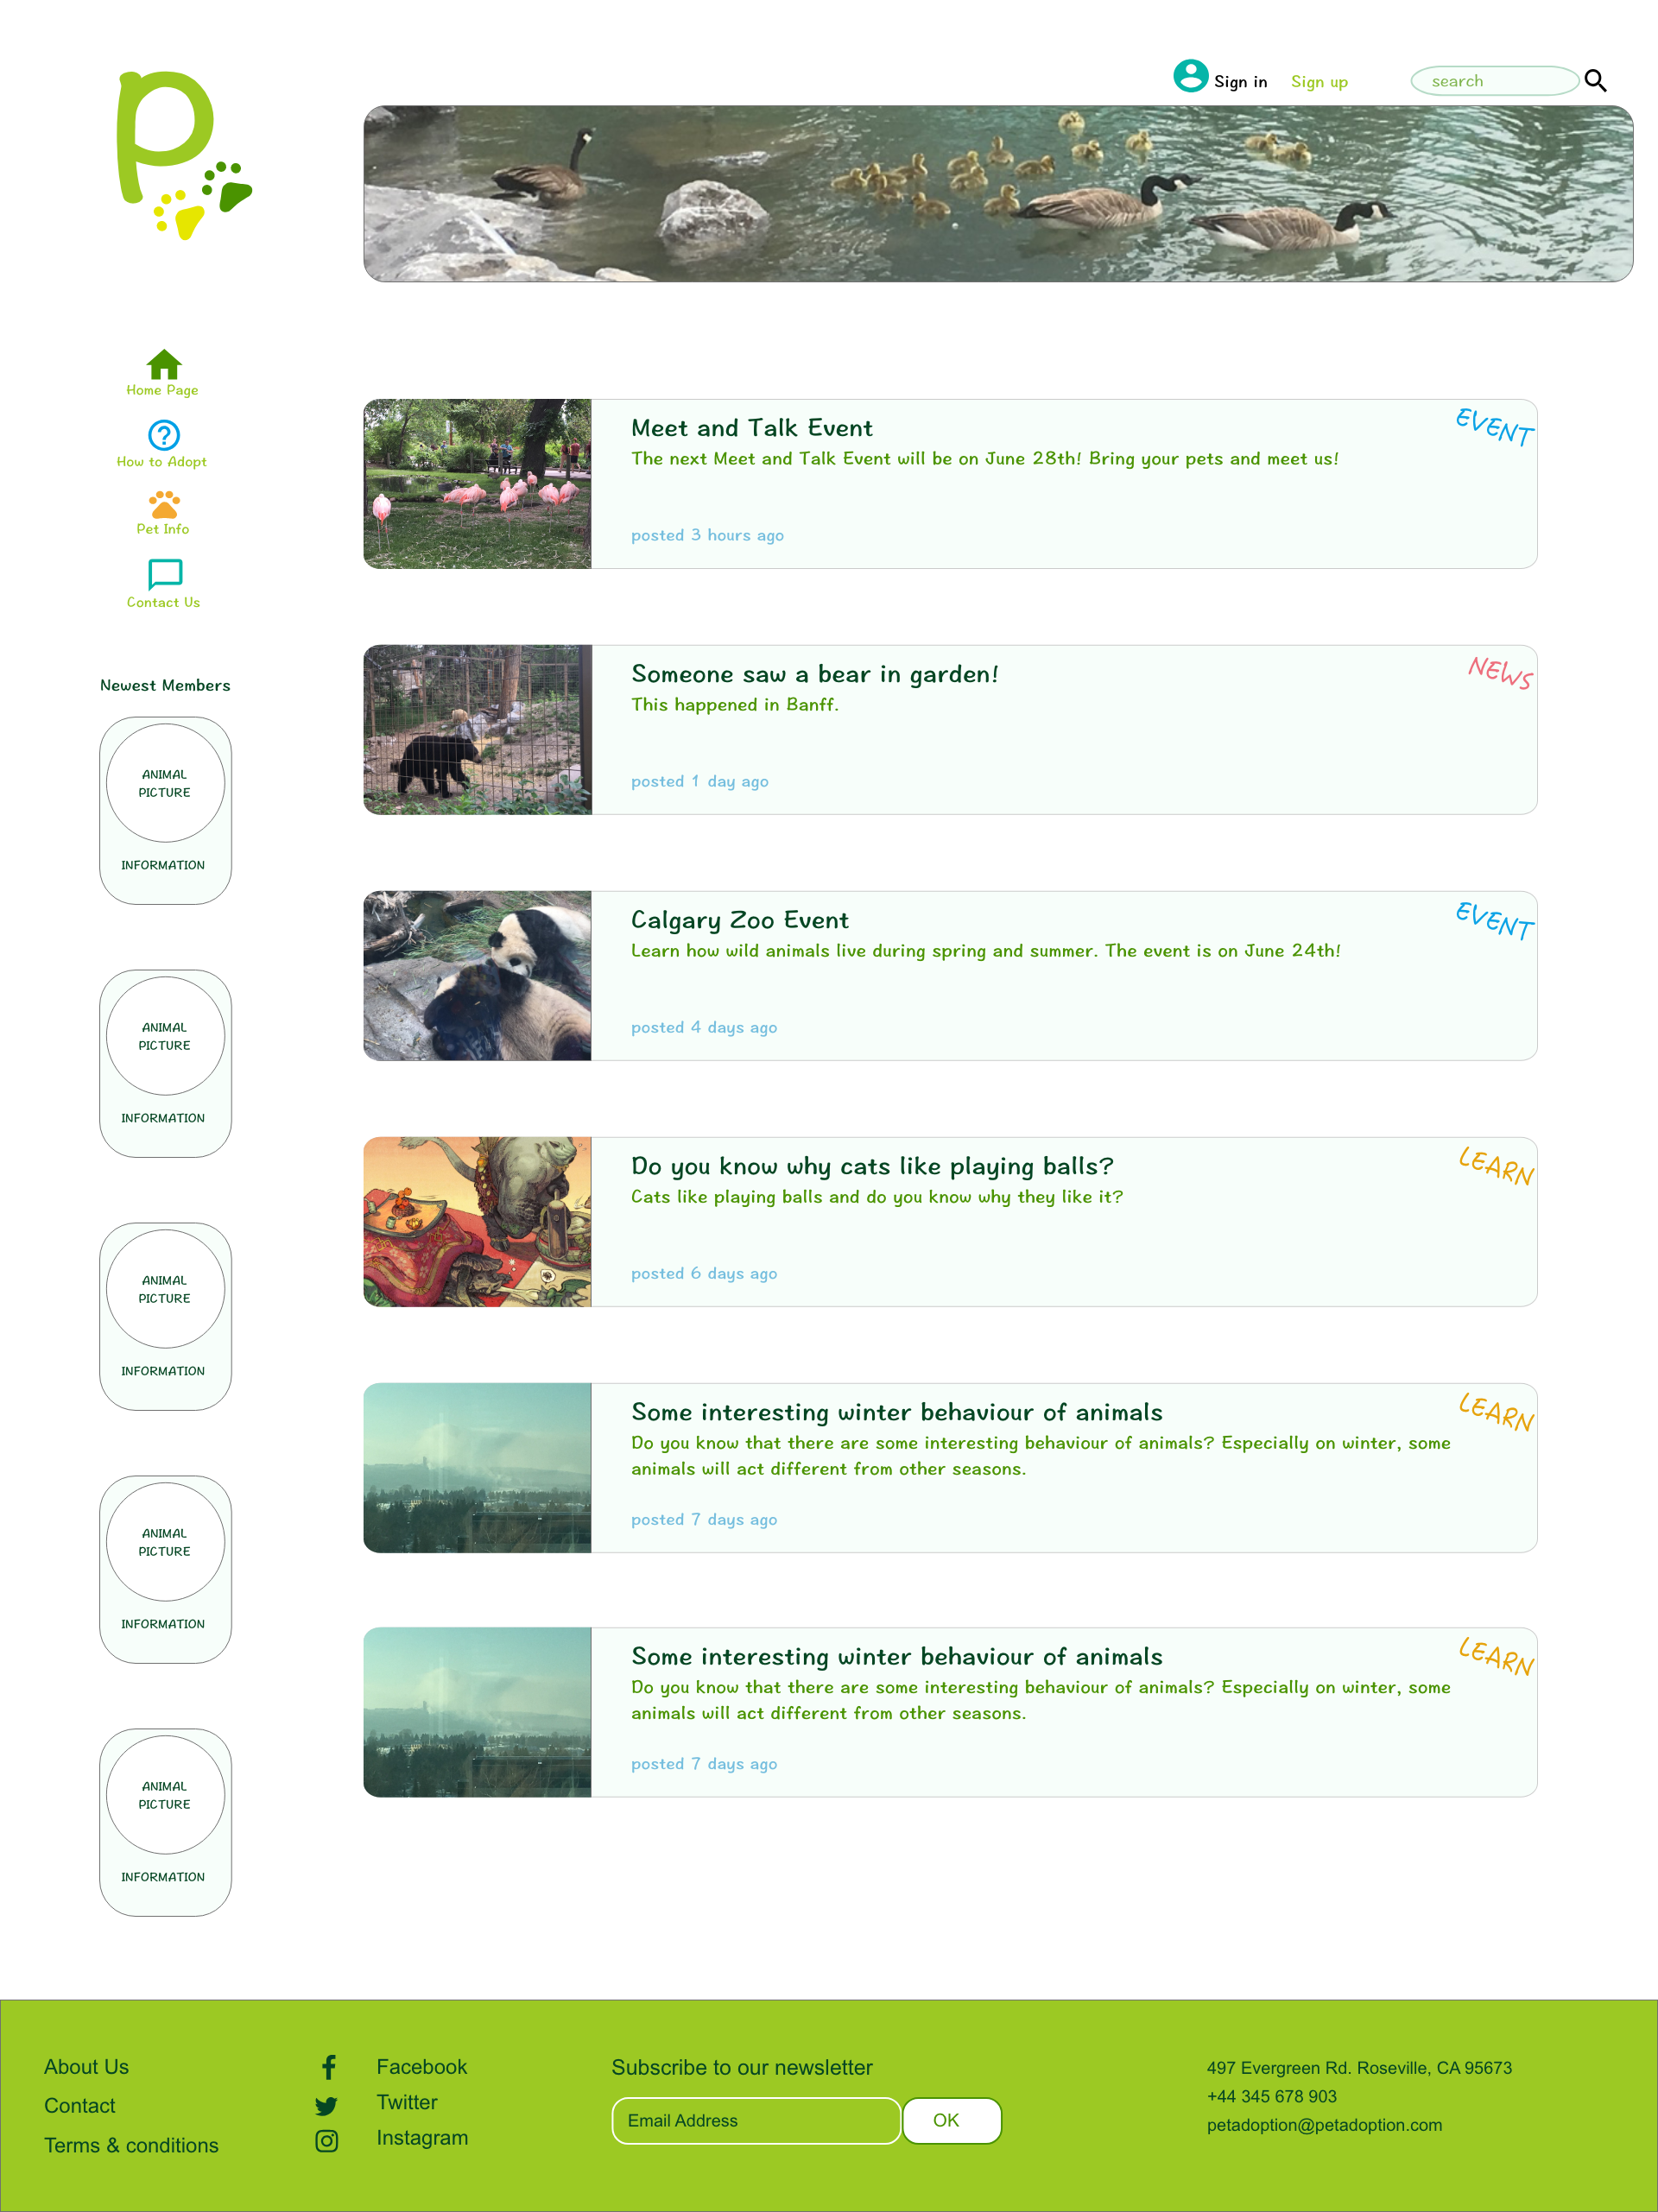 p
Sign in
Sign up
search
Home Page
How to Adopt
Pet Info
Contact Us
Newest Members
ANIMAL
PICTURE
INFORMATION
ANIMAL
PICTURE
INFORMATION
ANIMAL
PICTURE
INFORMATION
ANIMAL
PICTURE
INFORMATION
ANIMAL
PICTURE
INFORMATION
Meet and Talk Event
EVENT
The next Meet and Talk Event will be on June 28th! Bring your pets and meet us!
posted 3 hours ago
Someone saw a bear in garden!
NEWS
This happened in Banff.
posted 1 day ago
Calgary Zoo Event
EVENT
Learn how wild animals live during spring and summer. The event is on June 24th!
posted 4 days ago
Do you know why cats like playing balls?
LEARN
Cats like playing balls and do you know why they like it?
posted 6 days ago
Some interesting winter behaviour of animals
LEARN
Do you know that there are some interesting behaviour of animals? Especially on winter, some
animals will act different from other seasons.
posted 7 days ago
Some interesting winter behaviour of animals
LEARN
Do you know that there are some interesting behaviour of animals? Especially on winter, some
animals will act different from other seasons.
posted 7 days ago
About Us
Contact
Terms & conditions
Facebook
Twitter
Instagram
Subscribe to our newsletter
Email Address
OK
497 Evergreen Rd. Roseville, CA 95673
+44 345 678 903
petadoption@petadoption.com